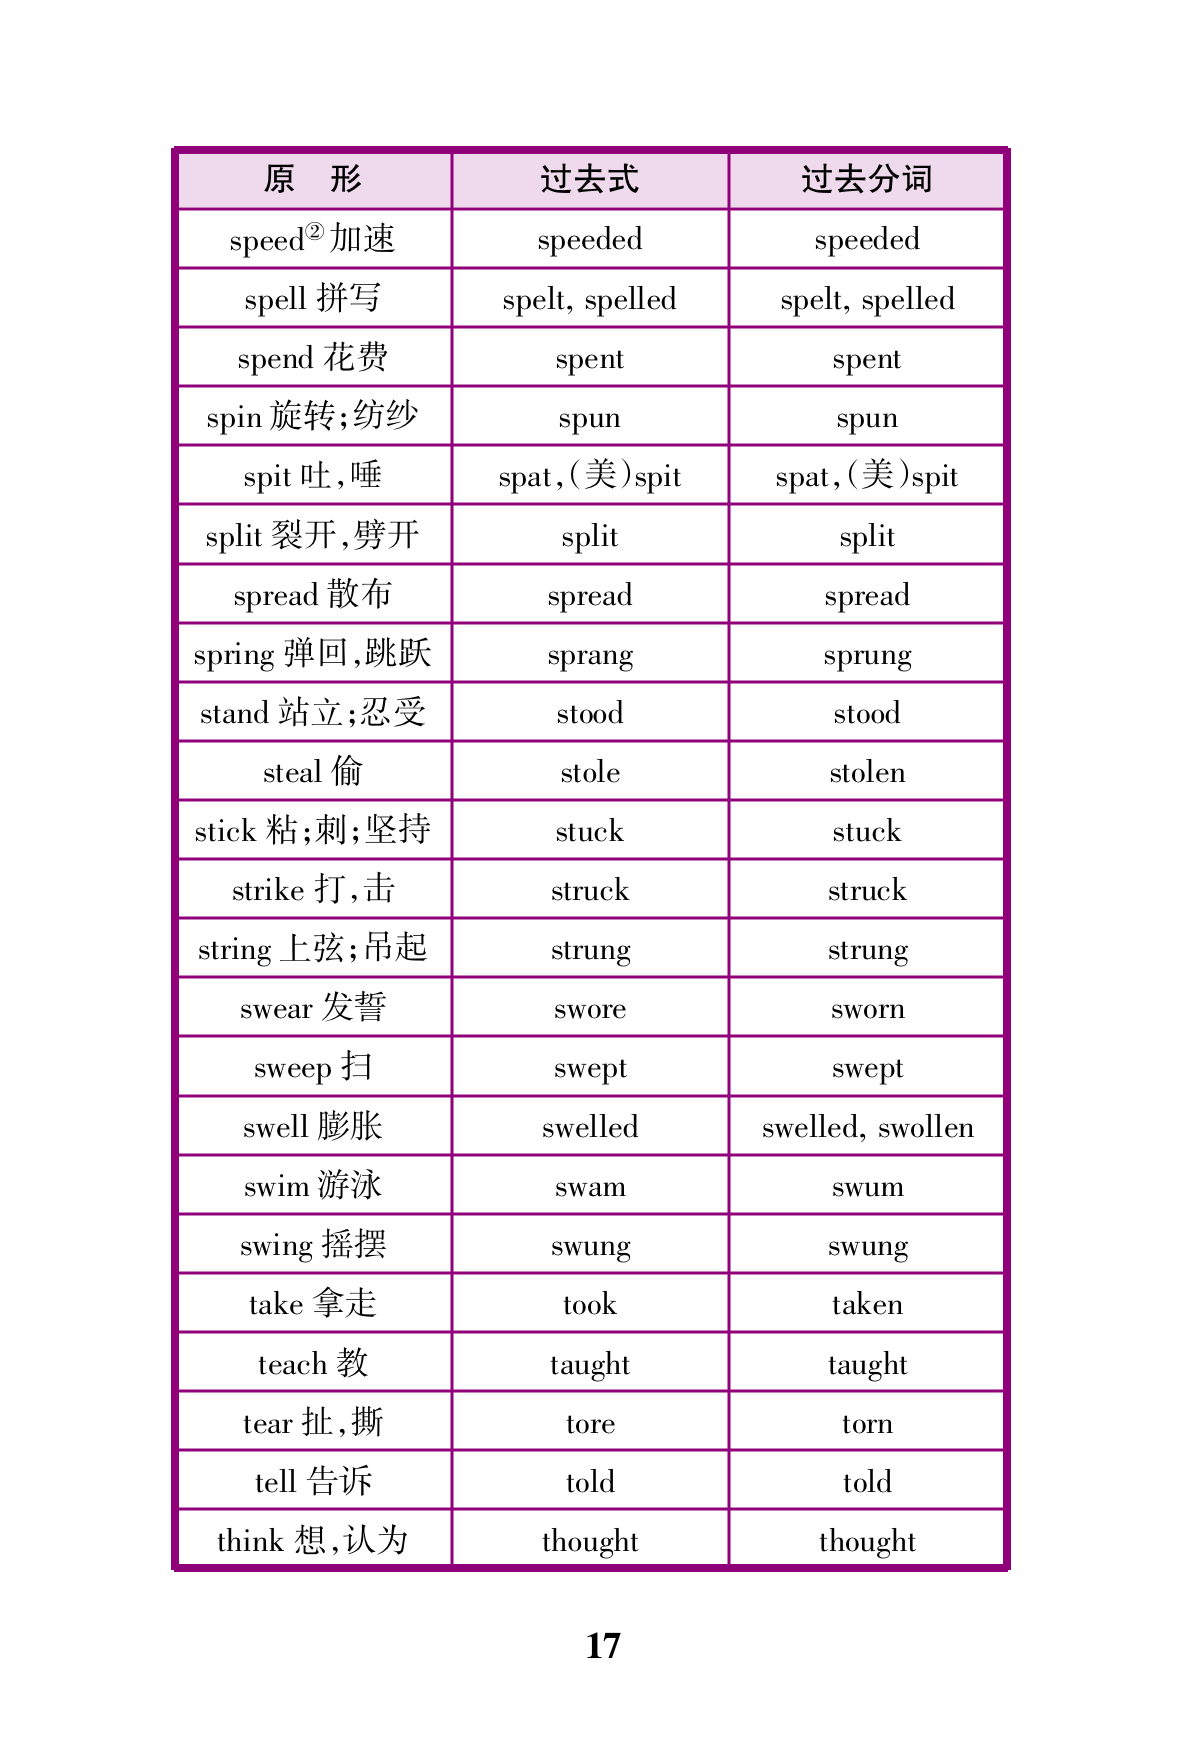 原 形 过去式 过去分词
speed②加速 speeded speeded
spell 拼写 spelt, spelled spelt, spelled
spend 花费 spent spent
spin 旋转;纺纱 spun spun
spit 吐,唾 spat,(美)spit spat,(美)spit
split 裂开,劈开 split split
spread 散布 spread spread
spring 弹回,跳跃 sprang sprung
stand 站立;忍受 stood stood
steal 偷 stole stolen
stick 粘;刺;坚持 stuck stuck
strike 打,击 struck struck
string 上弦;吊起 strung strung
swear 发誓 swore sworn
sweep 扫 swept swept
swell 膨胀 swelled swelled, swollen
swim 游泳 swam swum
swing 摇摆 swung swung
take 拿走 took taken
teach 教 taught taught
tear 扯,撕 tore torn
tell 告诉 told told
think 想,认为 thought thought
17